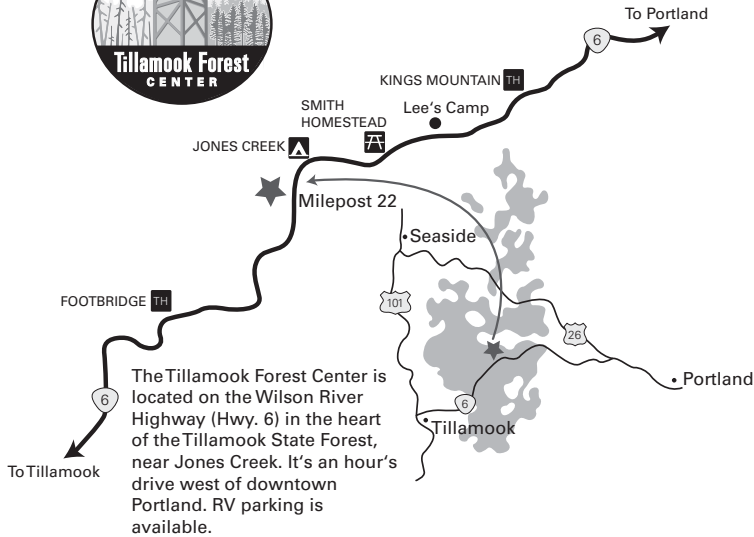 Tillamook Forest
CENTER
To Portland
6
KINGS MOUNTAIN TH
Lee's Camp
SMITH
HOMESTEAD
JONES CREEK
Milepost 22
Seaside
101
FOOTBRIDGE TH
26
Portland
6
Tillamook
6
To Tillamook
The Tillamook Forest Center is
located on the Wilson River
Highway (Hwy. 6) in the heart
of the Tillamook State Forest,
near Jones Creek. It's an hour's
drive west of downtown
Portland. RV parking is
available.